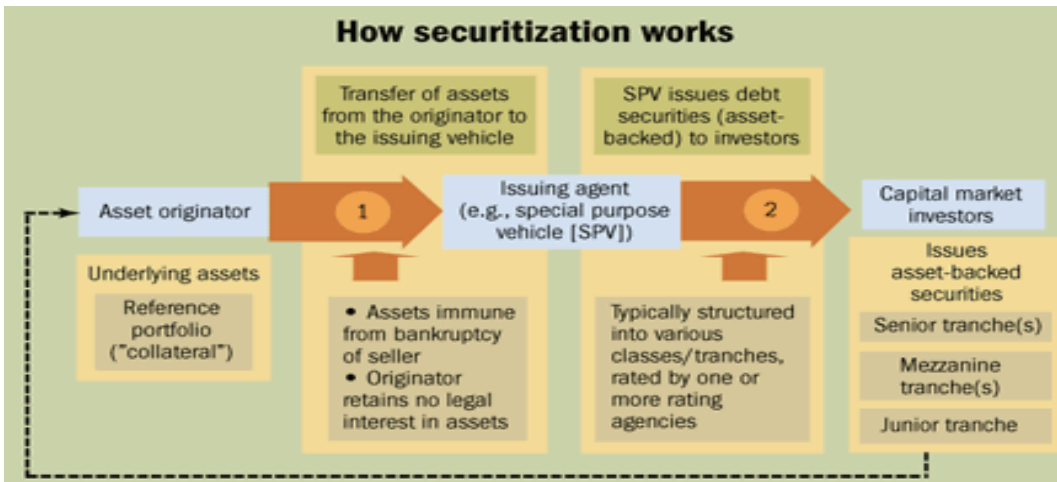 How securitization works
Transfer of assets
from the originator to
the issuing vehicle
SPV issues debt
securities (asset-
backed) to investors
Asset originator
1
Issuing agent
(e.g., special purpose
vehicle [SPV])
2
Capital market
investors
Underlying assets
Reference
portfolio
("collateral")
• Assets immune
from bankruptcy
of seller
• Originator
retains no legal
interest in assets
Typically structured
into various
classes/tranches,
rated by one or
more rating
agencies
Issues
asset-backed
securities
Senior tranche(s)
Mezzanine
tranche(s)
Junior tranche